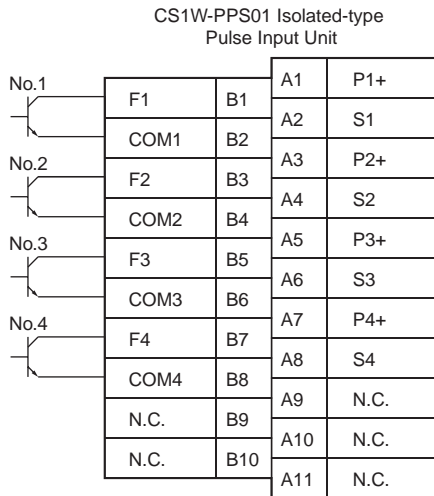 CS1W-PPS01 Isolated-type
Pulse Input Unit
No.1
No.2
No.3
No.4
F1 B1
COM1 B2
F2 B3
COM2 B4
F3 B5
COM3 B6
F4 B7
COM4 B8
N.C. B9
N.C. B10
A1 P1+
A2 S1
A3 P2+
A4 S2
A5 P3+
A6 S3
A7 P4+
A8 S4
A9 N.C.
A10 N.C.
A11 N.C.